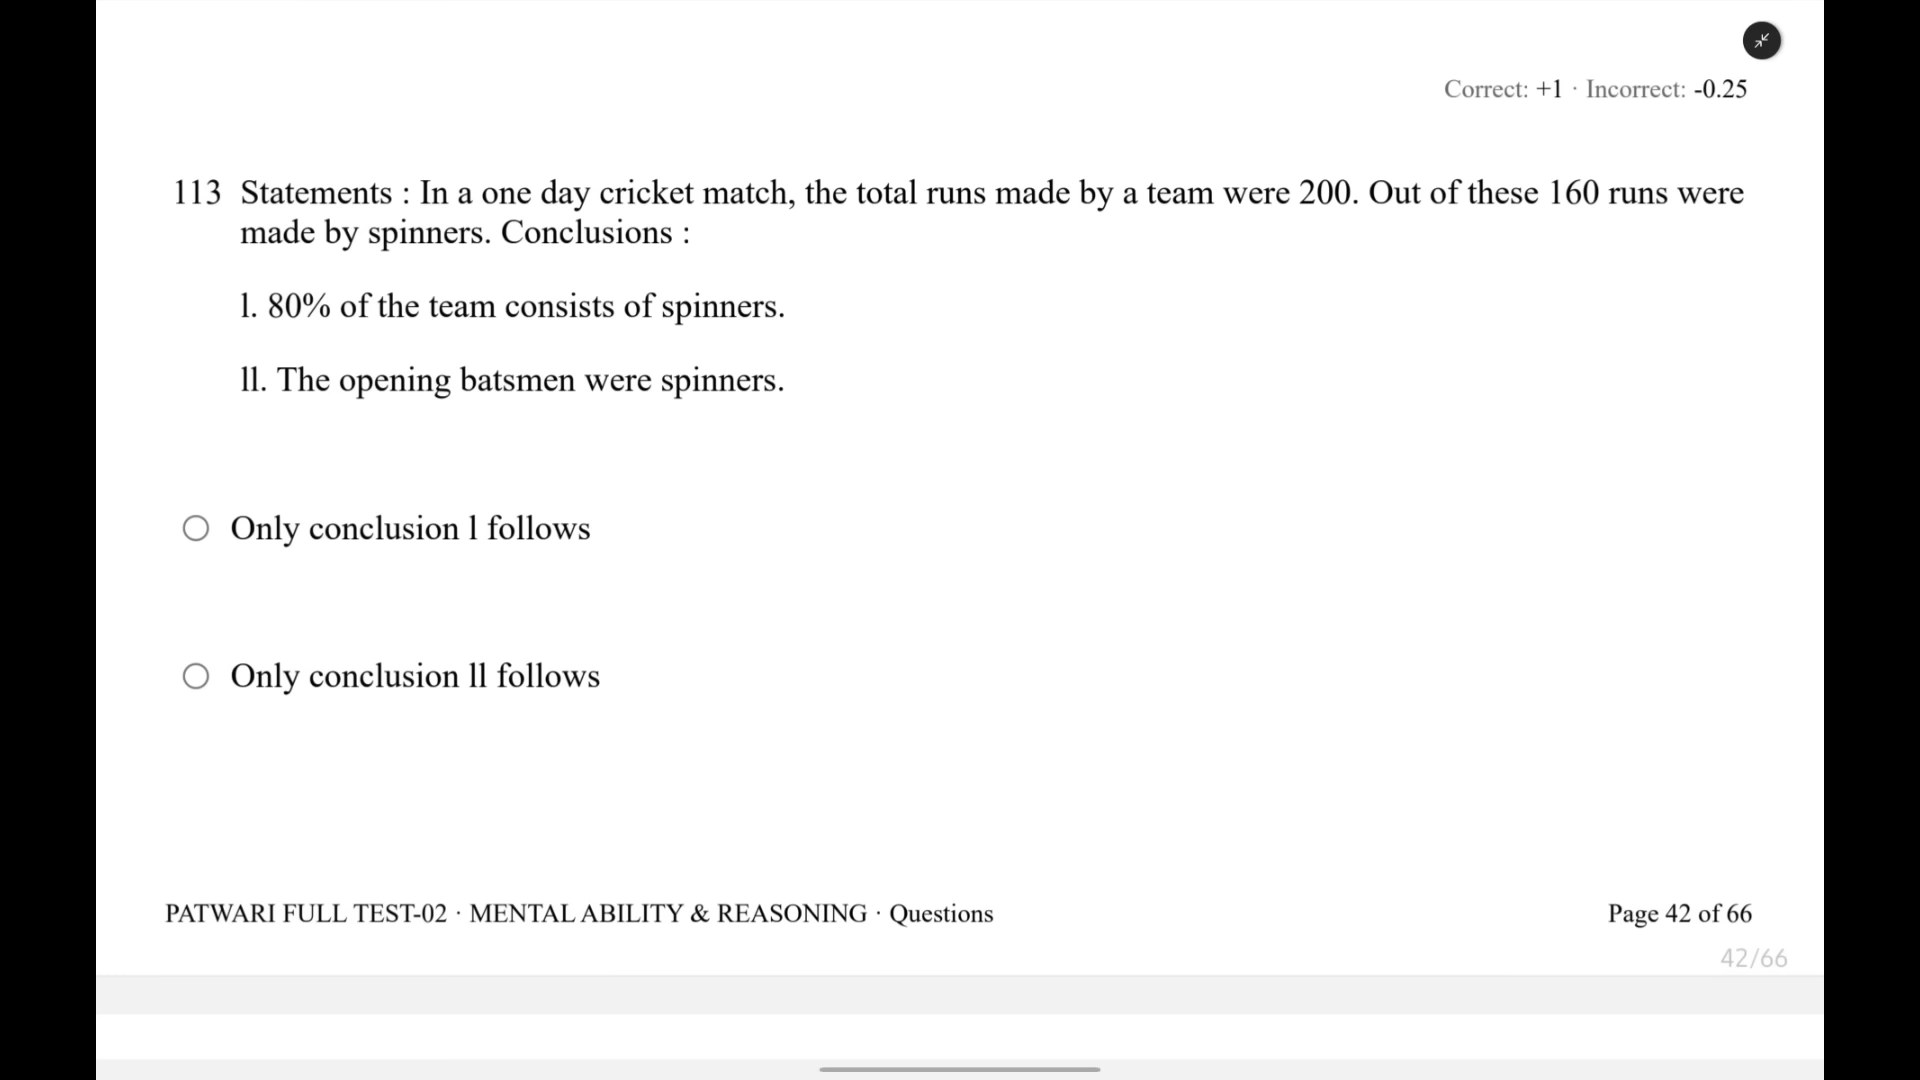 Correct: +1 · Incorrect: -0.25
113 Statements : In a one day cricket match, the total runs made by a team were 200. Out of these 160 runs were
made by spinners. Conclusions :
l. 80% of the team consists of spinners.
ll. The opening batsmen were spinners.
Only conclusion l follows
Only conclusion ll follows
PATWARI FULL TEST-02 · MENTAL ABILITY & REASONING · Questions
Page 42 of 66
42/66